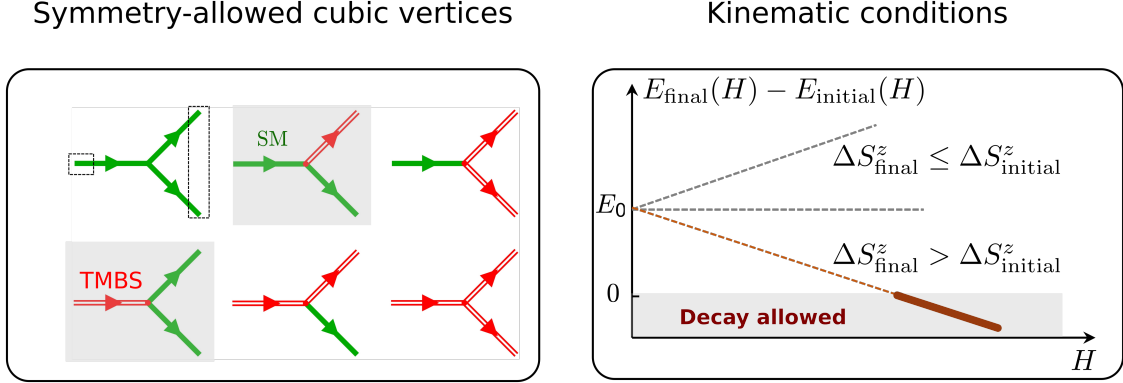 Symmetry-allowed cubic vertices
SM
TMBS
Kinematic conditions
E_final(H) − E_initial(H)
ΔS^z_final ≤ ΔS^z_initial
E_0
ΔS^z_final > ΔS^z_initial
0
Decay allowed
H